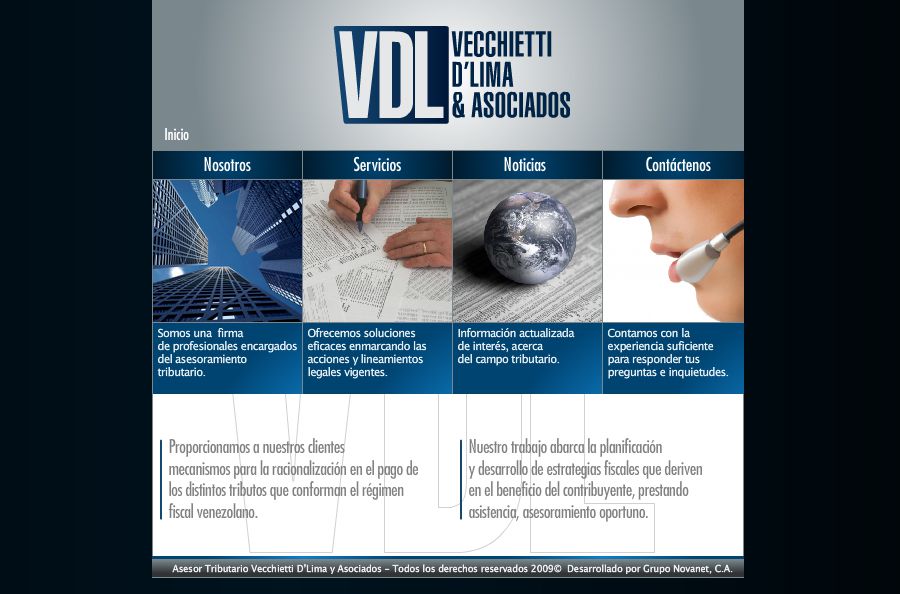 VDL
VECCHIETTI
D'LIMA
& ASOCIADOS
Inicio
Nosotros
Servicios
Noticias
Contáctenos
Somos una firma
de profesionales encargados
del asesoramiento
tributario.
Ofrecemos soluciones
eficaces enmarcando las
acciones y lineamientos
legales vigentes.
Información actualizada
de interés, acerca
del campo tributario.
Contamos con la
experiencia suficiente
para responder tus
preguntas e inquietudes.
Proporcionamos a nuestros clientes
mecanismos para la racionalización en el pago de
los distintos tributos que conforman el régimen
fiscal venezolano.
Nuestro trabajo abarca la planificación
y desarrollo de estrategias fiscales que deriven
en el beneficio del contribuyente, prestando
asistencia, asesoramiento oportuno.
VDL
Asesor Tributario Vecchietti D'Lima y Asociados - Todos los derechos reservados 2009© Desarrollado por Grupo Novanet, C.A.